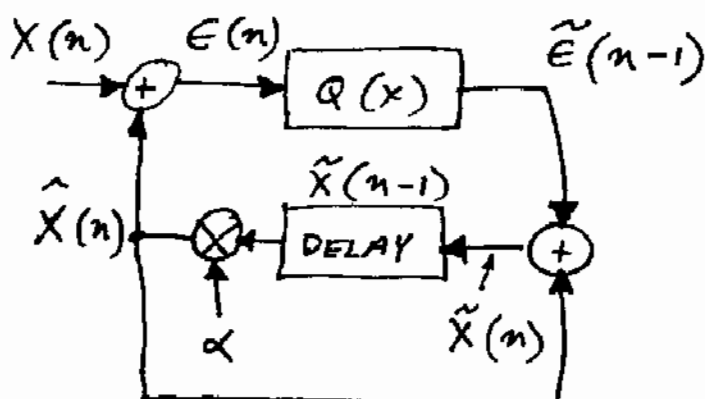 X(n)
+
ϵ(n)
Q(x)
ϵ̃(n-1)
X̂(n)
α
X̃(n-1)
DELAY
X̃(n)
+